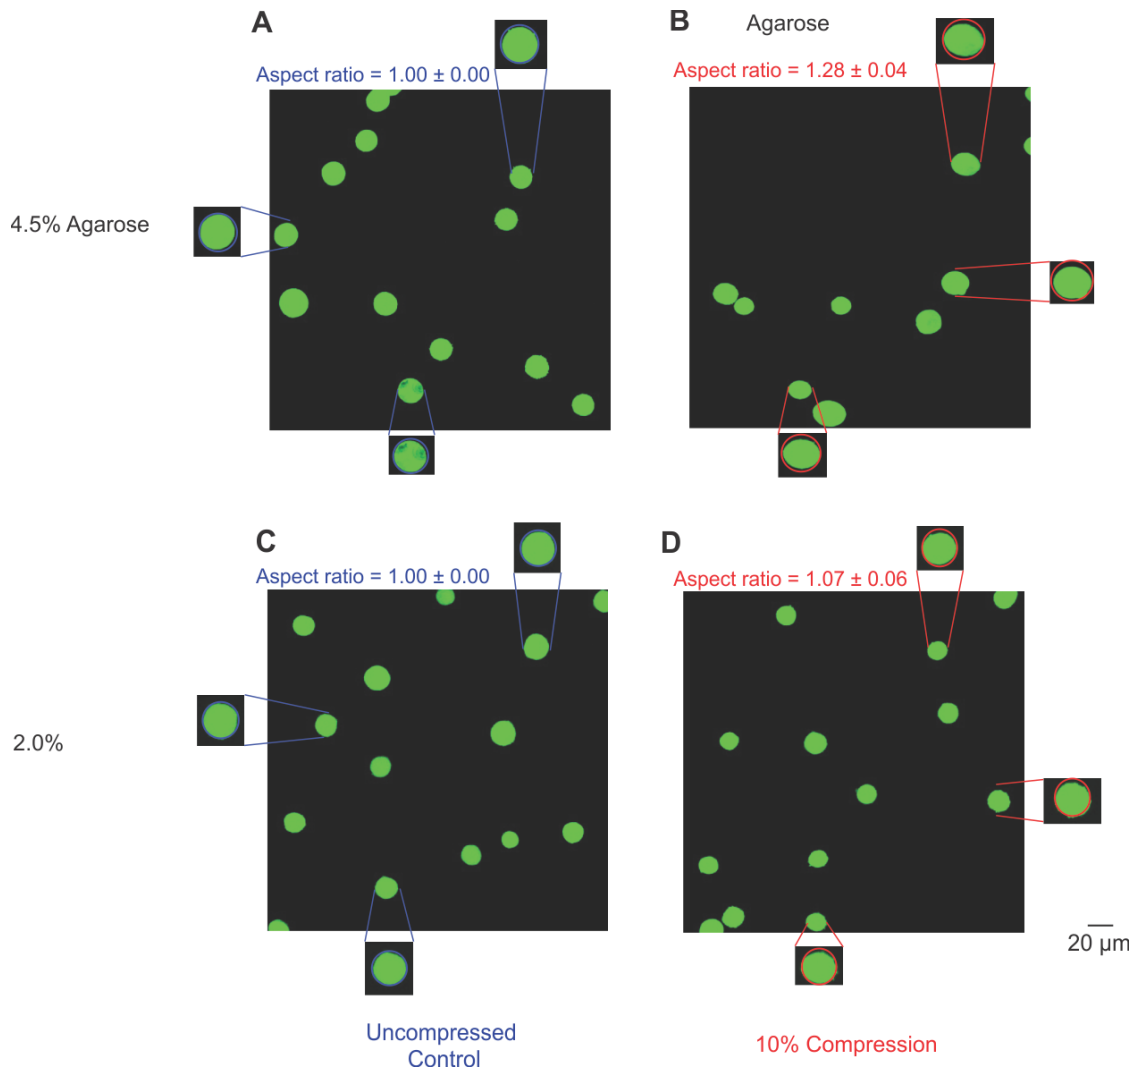 A
B
Agarose
Aspect ratio = 1.00 ± 0.00
Aspect ratio = 1.28 ± 0.04
4.5% Agarose
C
D
Aspect ratio = 1.00 ± 0.00
Aspect ratio = 1.07 ± 0.06
2.0%
20 µm
Uncompressed
Control
10% Compression